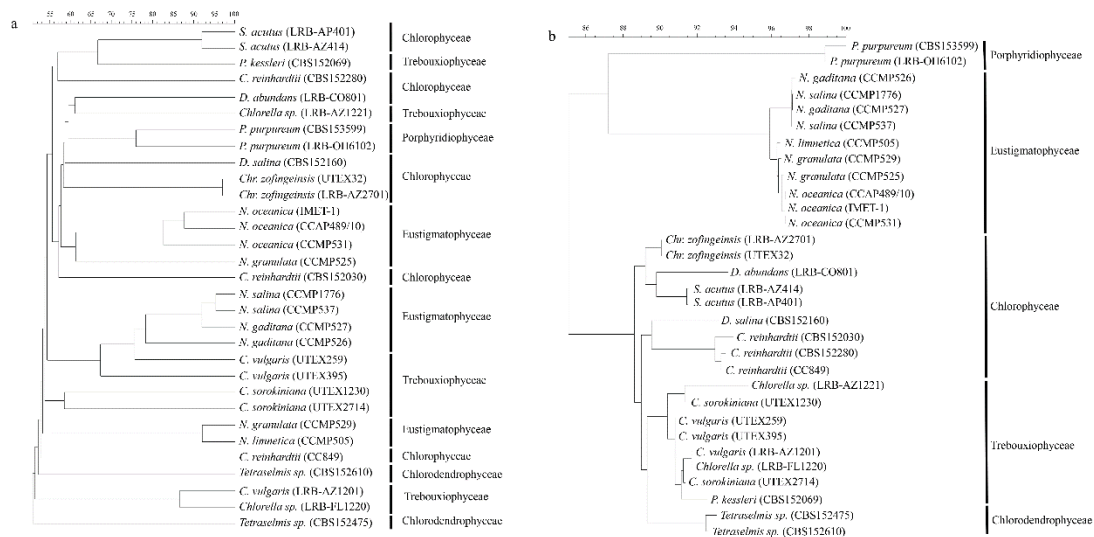 a
55 60 65 70 75 80 85 90 95 100
S. acutus (LRB-AP401)
S. acutus (LRB-AZ414)
Chlorophyceae
P. kessleri (CBS152069)
Trebouxiophyceae
C. reinhardtii (CBS152280)
D. abundans (LRB-CO801)
Chlorophyceae
Chlorella sp. (LRB-AZ1221)
Trebouxiophyceae
P. purpureum (CBS153599)
P. purpureum (LRB-OH6102)
Porphyridiophyceae
D. salina (CBS152160)
Chr. zofingeinsis (UTEX32)
Chr. zofingeinsis (LRB-AZ2701)
Chlorophyceae
N. oceanica (IMET-1)
N. oceanica (CCAP489/10)
N. oceanica (CCMP531)
N. granulata (CCMP525)
Eustigmatophyceae
C. reinhardtii (CBS152030)
Chlorophyceae
N. salina (CCMP1776)
N. salina (CCMP537)
N. gaditana (CCMP527)
N. gaditana (CCMP526)
Eustigmatophyceae
C. vulgaris (UTEX259)
C. vulgaris (UTEX395)
C. sorokiniana (UTEX1230)
C. sorokiniana (UTEX2714)
Trebouxiophyceae
N. granulata (CCMP529)
N. limnetica (CCMP505)
Eustigmatophyceae
C. reinhardtii (CC849)
Chlorophyceae
Tetraselmis sp. (CBS152610)
Chlorodendrophyceae
C. vulgaris (LRB-AZ1201)
Chlorella sp. (LRB-FL1220)
Trebouxiophyceae
Tetraselmis sp. (CBS152475)
Chlorodendrophyceae
b
86 88 90 92 94 96 98 100
P. purpureum (CBS153599)
P. purpureum (LRB-OH6102)
Porphyridiophyceae
N. gaditana (CCMP526)
N. salina (CCMP1776)
N. gaditana (CCMP527)
N. salina (CCMP537)
N. limnetica (CCMP505)
N. granulata (CCMP529)
N. granulata (CCMP525)
N. oceanica (CCAP489/10)
N. oceanica (IMET-1)
N. oceanica (CCMP531)
Eustigmatophyceae
Chr. zofingeinsis (LRB-AZ2701)
Chr. zofingeinsis (UTEX32)
D. abundans (LRB-CO801)
S. acutus (LRB-AZ414)
S. acutus (LRB-AP401)
D. salina (CBS152160)
C. reinhardtii (CBS152030)
C. reinhardtii (CBS152280)
C. reinhardtii (CC849)
Chlorophyceae
Chlorella sp. (LRB-AZ1221)
C. sorokiniana (UTEX1230)
C. vulgaris (UTEX259)
C. vulgaris (UTEX395)
C. vulgaris (LRB-AZ1201)
Chlorella sp. (LRB-FL1220)
C. sorokiniana (UTEX2714)
P. kessleri (CBS152069)
Trebouxiophyceae
Tetraselmis sp. (CBS152475)
Tetraselmis sp. (CBS152610)
Chlorodendrophyceae